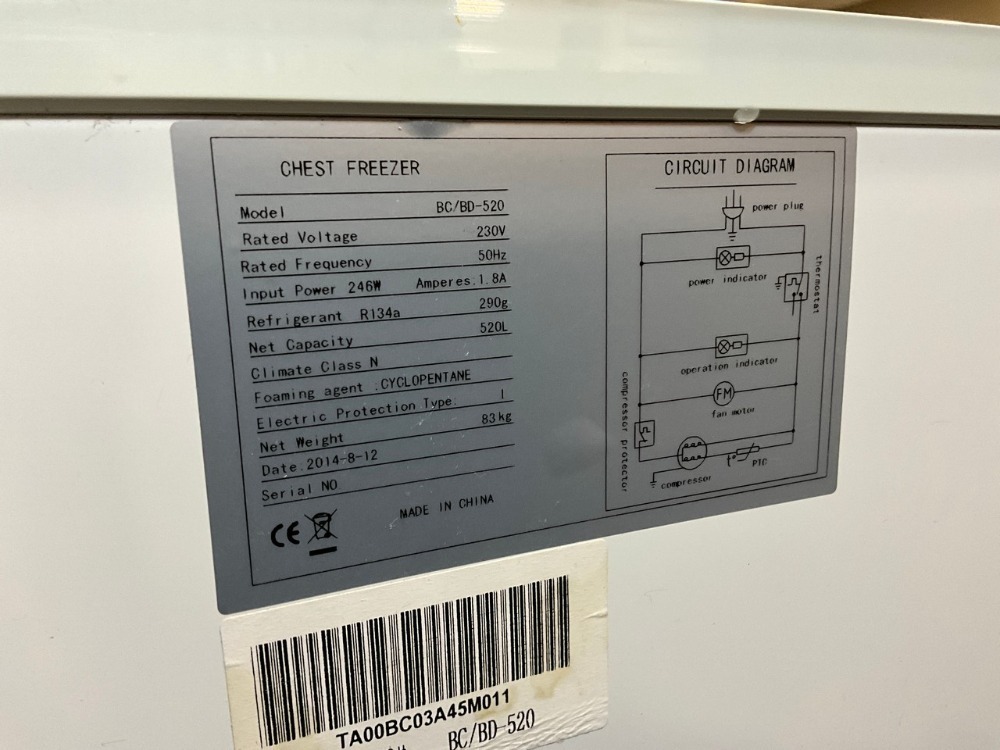 CHEST FREEZER
Model BC/BD-520
Rated Voltage 230V
Rated Frequency 50Hz
Input Power 246W Amperes.1.8A
Refrigerant R134a 290g
Net Capacity 520L
Climate Class N
Foaming agent :CYCLOPENTANE
Electric Protection Type: I
Net Weight 83kg
Date.2014-8-12
Serial NO
CE
MADE IN CHINA
CIRCUIT DIAGRAM
power plug
power indicator
thermostat
operation indicator
FM
fan motor
compressor protector
t°
PTC
compressor
TA00BC03A45M011
BC/BD-520